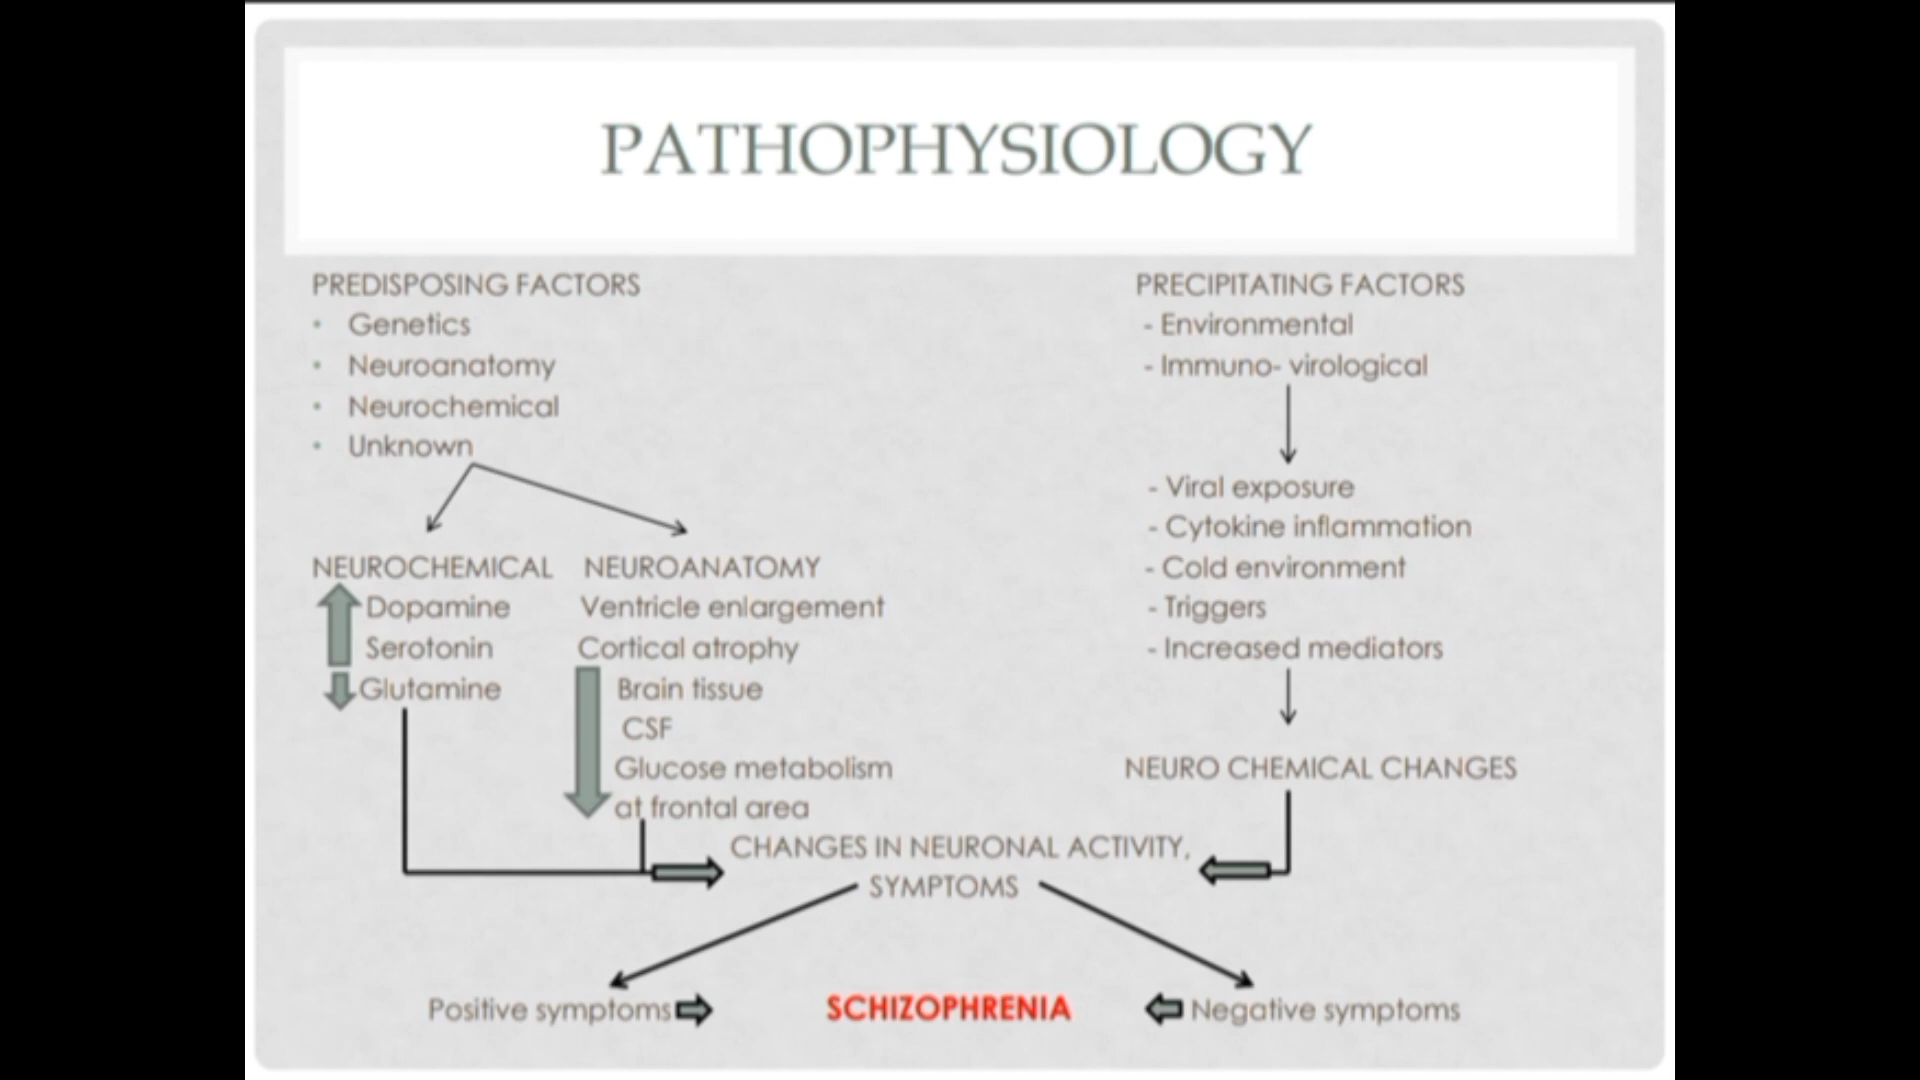 PATHOPHYSIOLOGY
PREDISPOSING FACTORS
• Genetics
• Neuroanatomy
• Neurochemical
• Unknown
NEUROCHEMICAL
Dopamine
Serotonin
Glutamine
NEUROANATOMY
Ventricle enlargement
Cortical atrophy
Brain tissue
CSF
Glucose metabolism
at frontal area
PRECIPITATING FACTORS
- Environmental
- Immuno- virological
- Viral exposure
- Cytokine inflammation
- Cold environment
- Triggers
- Increased mediators
NEURO CHEMICAL CHANGES
CHANGES IN NEURONAL ACTIVITY,
SYMPTOMS
Positive symptoms
SCHIZOPHRENIA
Negative symptoms